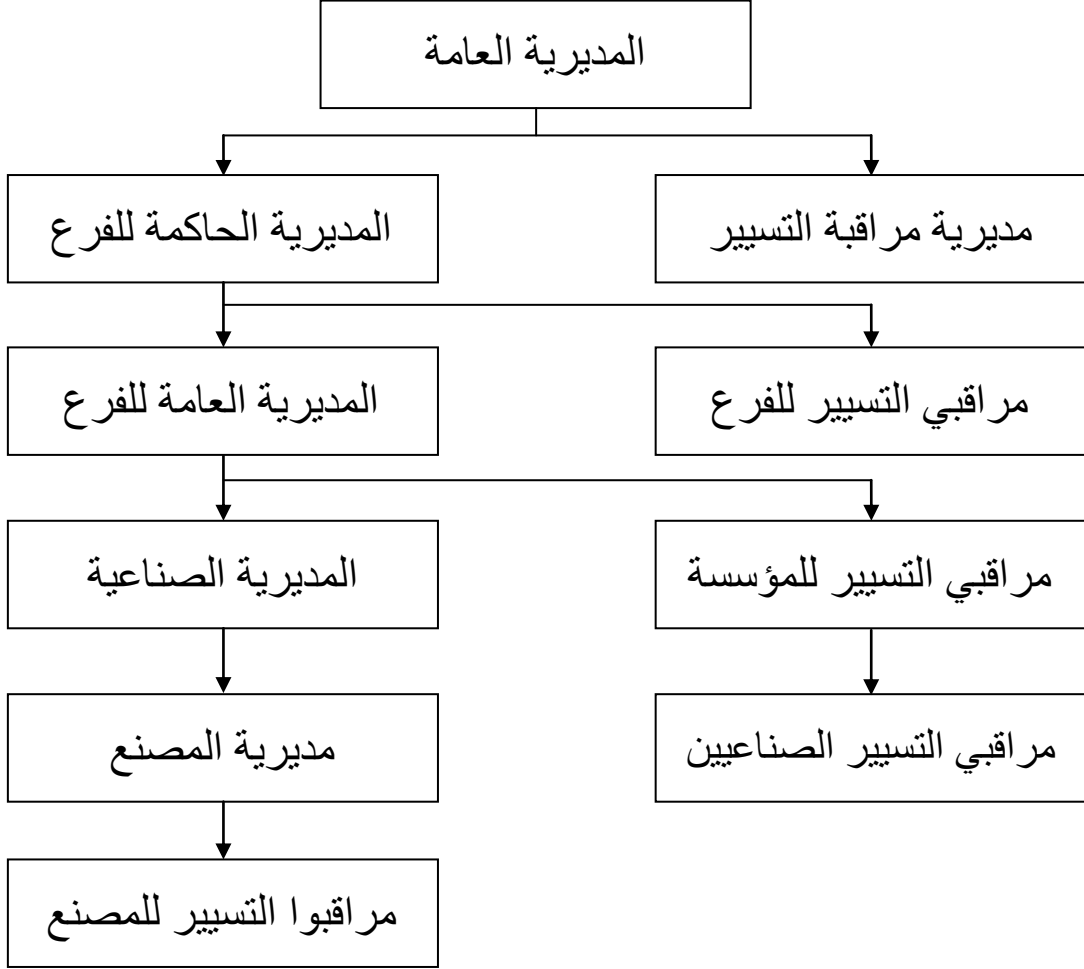 المديرية العامة
مديرية مراقبة التسيير
المديرية الحاكمة للفرع
مراقبي التسيير للفرع
المديرية العامة للفرع
مراقبي التسيير للمؤسسة
المديرية الصناعية
مراقبي التسيير الصناعيين
مديرية المصنع
مراقبوا التسيير للمصنع